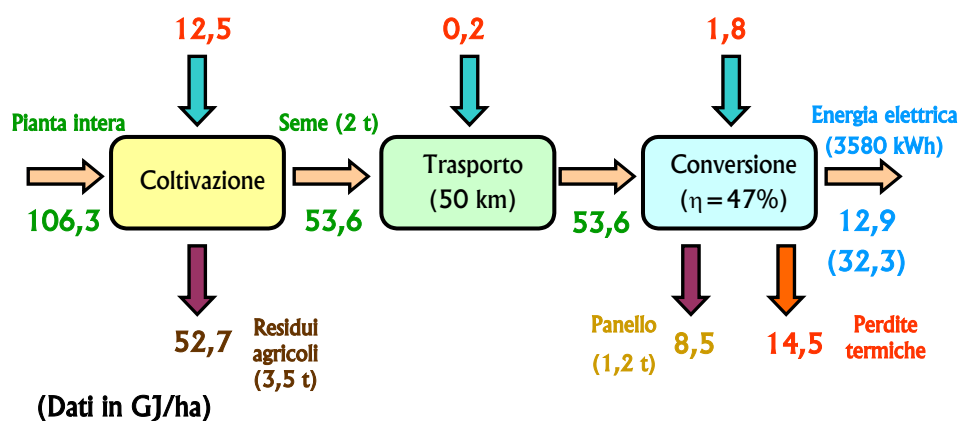 12,5
0,2
1,8
Pianta intera
Seme (2 t)
Energia elettrica
(3580 kWh)
Coltivazione
Trasporto
(50 km)
Conversione
(η=47%)
106,3
53,6
53,6
12,9
(32,3)
52,7
Residui
agricoli
(3,5 t)
Panello
(1,2 t)
8,5
14,5
Perdite
termiche
(Dati in GJ/ha)